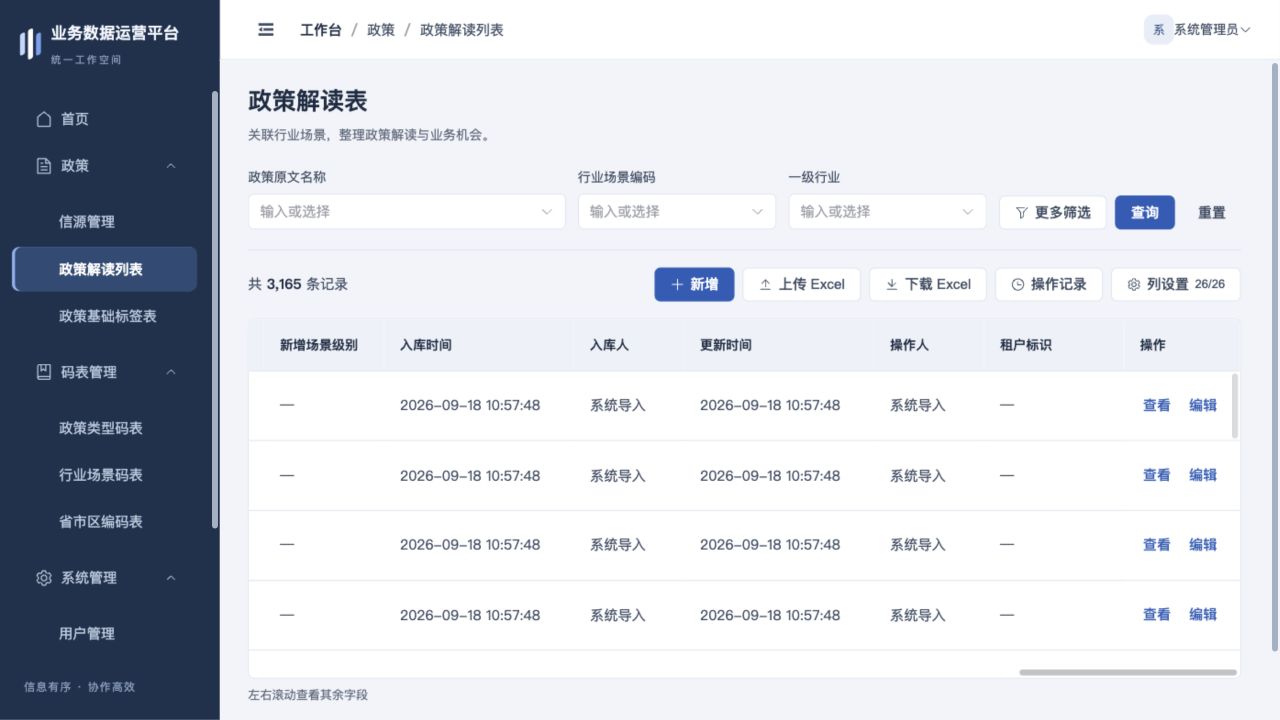 业务数据运营平台
统一工作空间
首页
政策
信源管理
政策解读列表
政策基础标签表
码表管理
政策类型码表
行业场景码表
省市区编码表
系统管理
用户管理
信息有序 · 协作高效
工作台 / 政策 / 政策解读列表
系 系统管理员
政策解读表
关联行业场景，整理政策解读与业务机会。
政策原文名称 行业场景编码 一级行业
输入或选择 输入或选择 输入或选择 更多筛选 查询 重置
共 3,165 条记录 新增 上传 Excel 下载 Excel 操作记录 列设置 26/26
新增场景级别 入库时间 入库人 更新时间 操作人 租户标识 操作
— 2026-09-18 10:57:48 系统导入 2026-09-18 10:57:48 系统导入 — 查看 编辑
— 2026-09-18 10:57:48 系统导入 2026-09-18 10:57:48 系统导入 — 查看 编辑
— 2026-09-18 10:57:48 系统导入 2026-09-18 10:57:48 系统导入 — 查看 编辑
— 2026-09-18 10:57:48 系统导入 2026-09-18 10:57:48 系统导入 — 查看 编辑
左右滚动查看其余字段